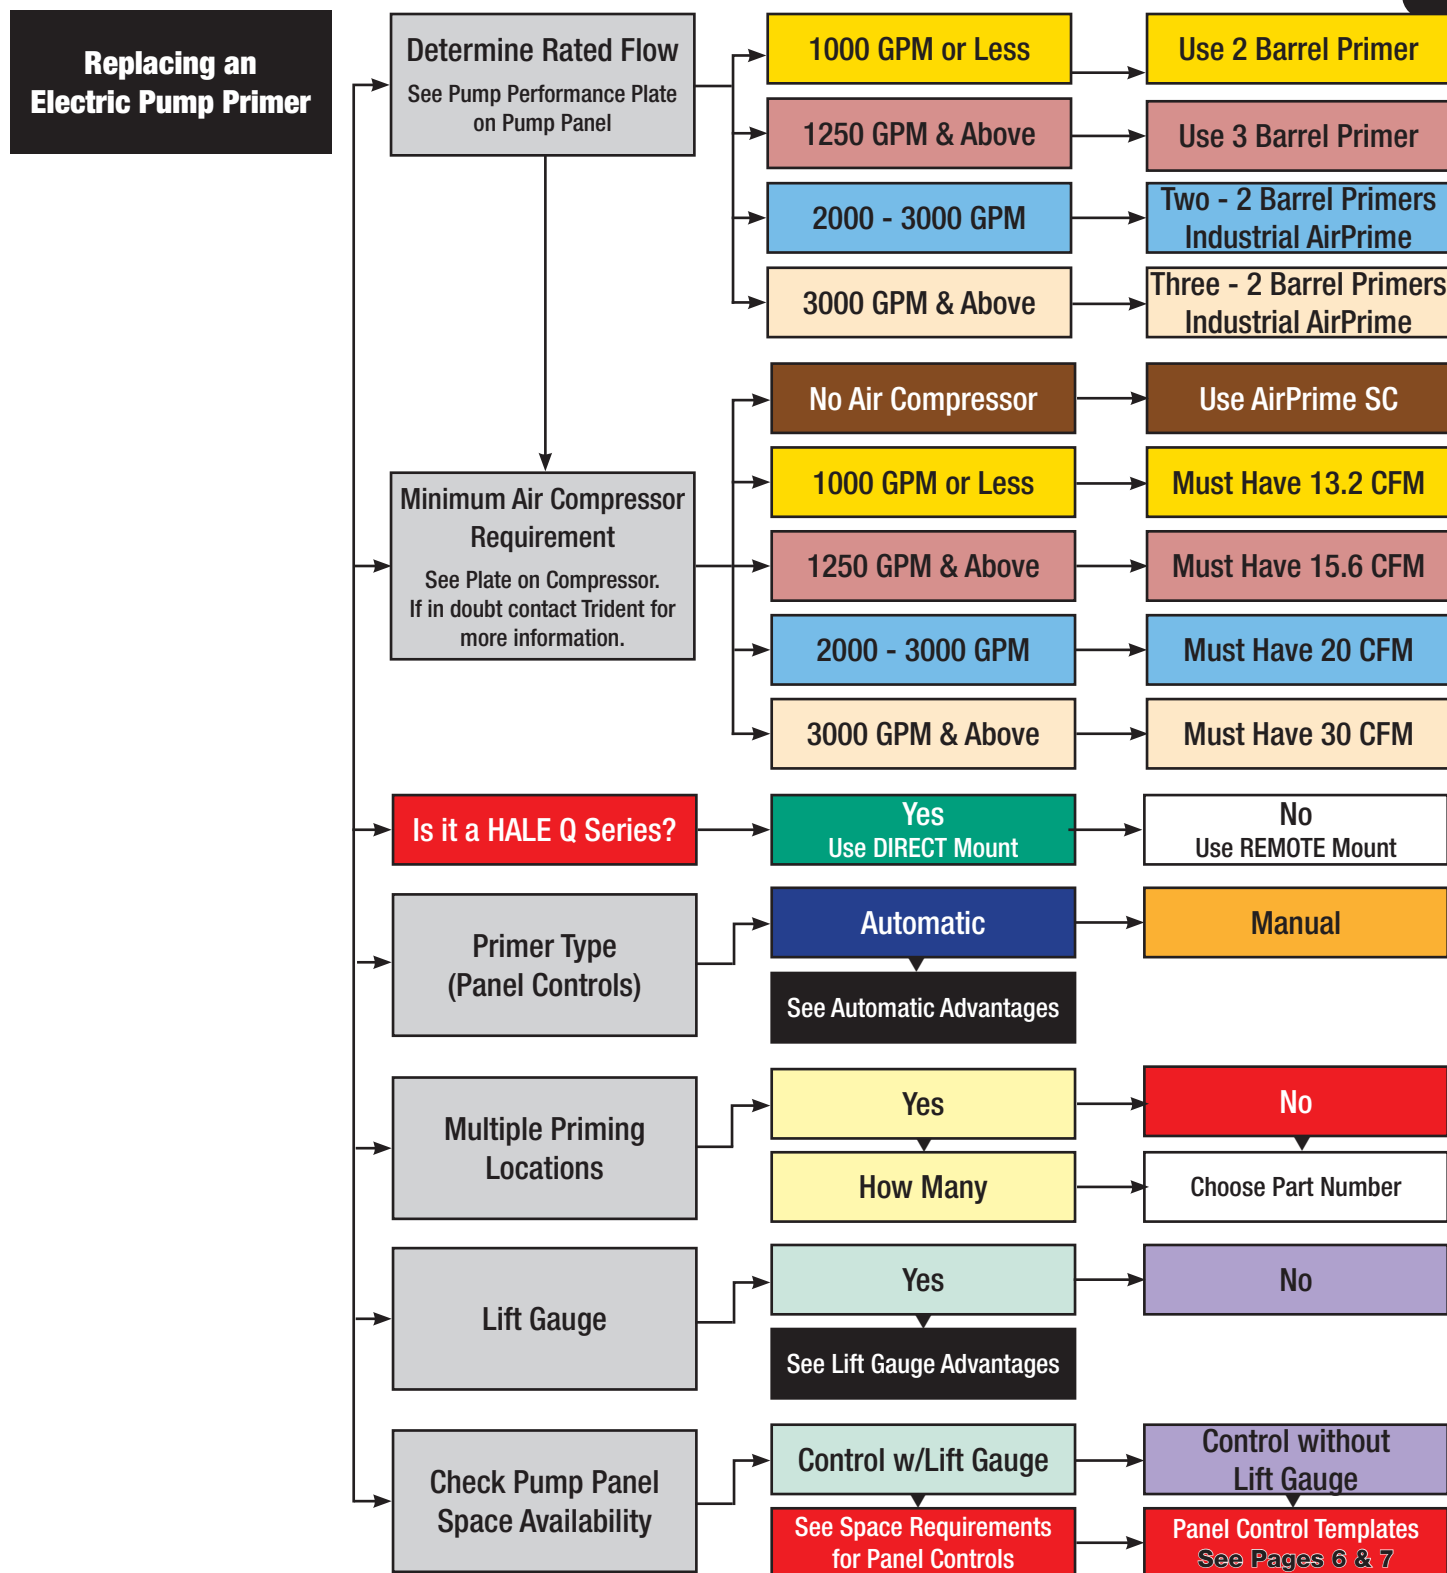 Replacing an
Electric Pump Primer
Determine Rated Flow
See Pump Performance Plate
on Pump Panel
1000 GPM or Less
Use 2 Barrel Primer
1250 GPM & Above
Use 3 Barrel Primer
2000 - 3000 GPM
Two - 2 Barrel Primers
Industrial AirPrime
3000 GPM & Above
Three - 2 Barrel Primers
Industrial AirPrime
Minimum Air Compressor
Requirement
See Plate on Compressor.
If in doubt contact Trident for
more information.
No Air Compressor
Use AirPrime SC
1000 GPM or Less
Must Have 13.2 CFM
1250 GPM & Above
Must Have 15.6 CFM
2000 - 3000 GPM
Must Have 20 CFM
3000 GPM & Above
Must Have 30 CFM
Is it a HALE Q Series?
Yes
Use DIRECT Mount
No
Use REMOTE Mount
Primer Type
(Panel Controls)
Automatic
Manual
See Automatic Advantages
Multiple Priming
Locations
Yes
No
How Many
Choose Part Number
Lift Gauge
Yes
No
See Lift Gauge Advantages
Check Pump Panel
Space Availability
Control w/Lift Gauge
Control without
Lift Gauge
See Space Requirements
for Panel Controls
Panel Control Templates
See Pages 6 & 7